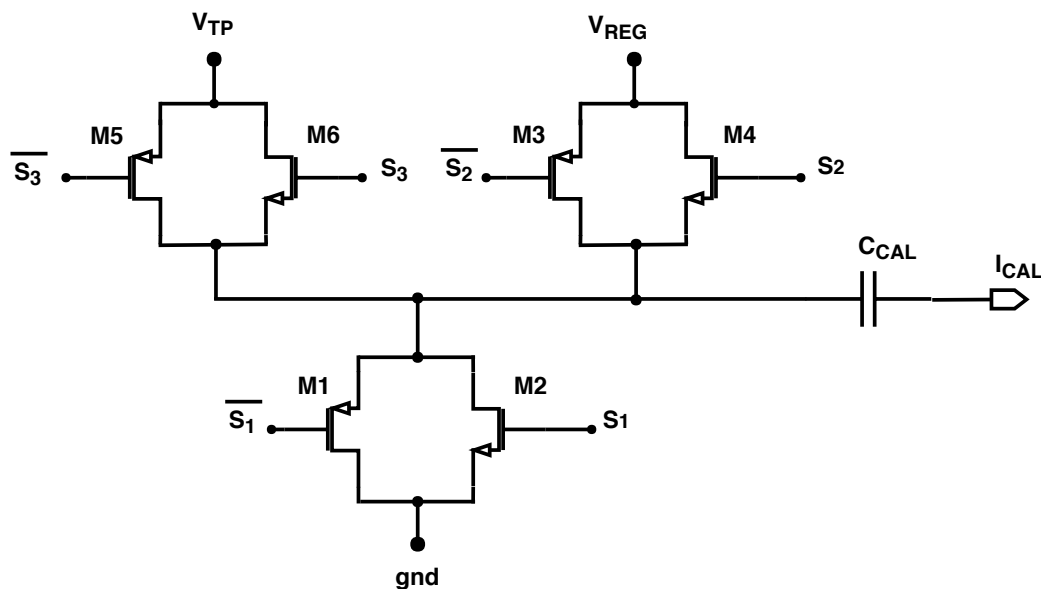 V_TP V_REG
M5 M6 M3 M4
S̅₃ S₃ S̅₂ S2
C_CAL I_CAL
M1 M2
S̅₁ S1
gnd